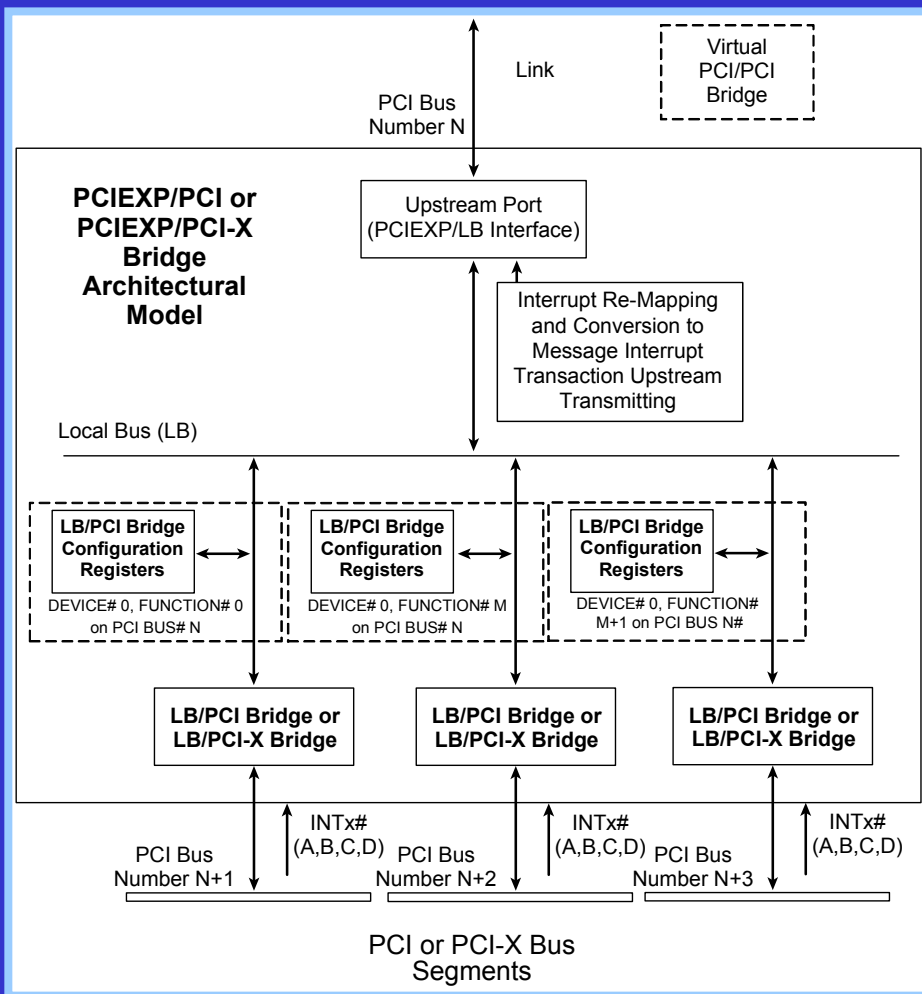 Link
Virtual
PCI/PCI
Bridge
PCI Bus
Number N
PCIEXP/PCI or
PCIEXP/PCI-X
Bridge
Architectural
Model
Upstream Port
(PCIEXP/LB Interface)
Interrupt Re-Mapping
and Conversion to
Message Interrupt
Transaction Upstream
Transmitting
Local Bus (LB)
LB/PCI Bridge
Configuration
Registers
DEVICE# 0, FUNCTION# 0
on PCI BUS# N
LB/PCI Bridge
Configuration
Registers
DEVICE# 0, FUNCTION# M
on PCI BUS# N
LB/PCI Bridge
Configuration
Registers
DEVICE# 0, FUNCTION#
M+1 on PCI BUS N#
LB/PCI Bridge or
LB/PCI-X Bridge
LB/PCI Bridge or
LB/PCI-X Bridge
LB/PCI Bridge or
LB/PCI-X Bridge
PCI Bus
Number N+1
INTx#
(A,B,C,D)
PCI Bus
Number N+2
INTx#
(A,B,C,D)
PCI Bus
Number N+3
INTx#
(A,B,C,D)
PCI or PCI-X Bus
Segments